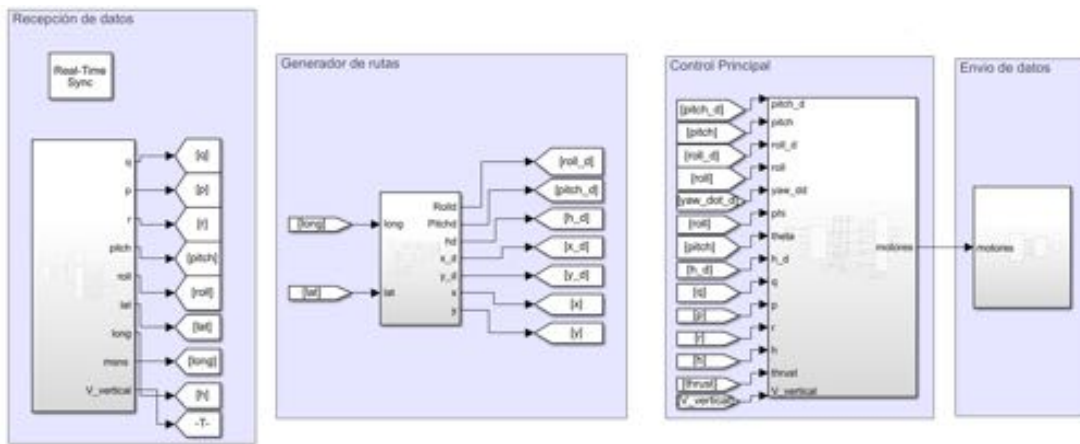 Recepción de datos
Real-Time
Sync
q
p
r
pitch
roll
lat
long
msns
V_vertical
[q]
[p]
[r]
[pitch]
[roll]
[lat]
[long]
[h]
-T-
Generador de rutas
[long]
[lat]
long
lat
Rolld
Pitchd
hd
x_d
y_d
x
y
[roll_d]
[pitch_d]
[h_d]
[x_d]
[y_d]
[x]
[y]
Control Principal
[pitch_d]
[pitch]
[roll_d]
[roll]
[yaw_dot_d]
[roll]
[pitch]
[h_d]
[q]
[p]
[r]
[h]
[thrust]
[V_vertical]
pitch_d
pitch
roll_d
roll
yaw_dd
phi
theta
h_d
q
p
r
h
thrust
V_vertical
motores
Envio de datos
motores